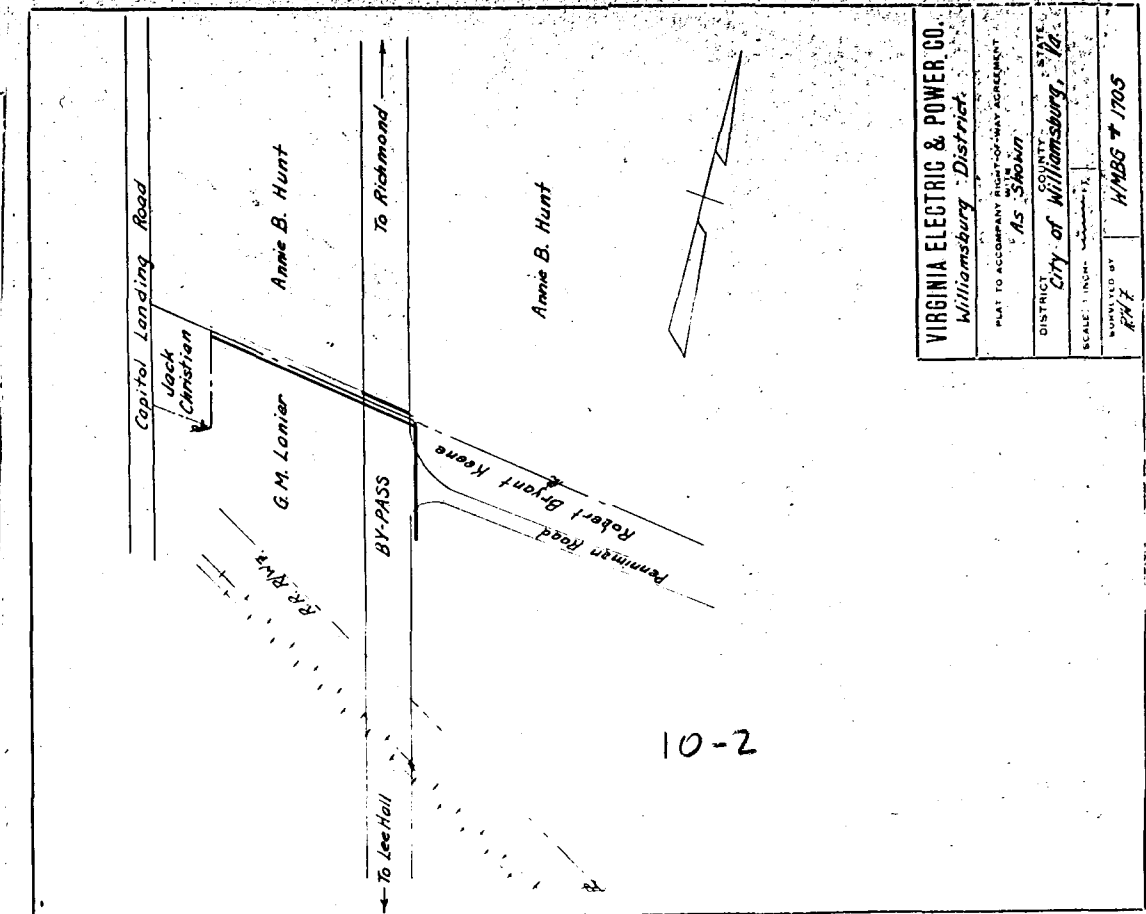 VIRGINIA ELECTRIC & POWER CO.
Williamsburg District
PLAT TO ACCOMPANY RIGHT-OF-WAY AGREEMENT
WITH
As Shown
DISTRICT COUNTY STATE
City of Williamsburg, Va.
SCALE: 1 INCH-
SURVEYED BY
WMBG # 1705
Capitol Landing Road
Jack
Christian
Annie B. Hunt
G. M. Lanier
R.R. R/W
To Richmond
BY-PASS
To Lee Hall
Annie B. Hunt
Robert Bryant Keene
Penniman Road
10-2